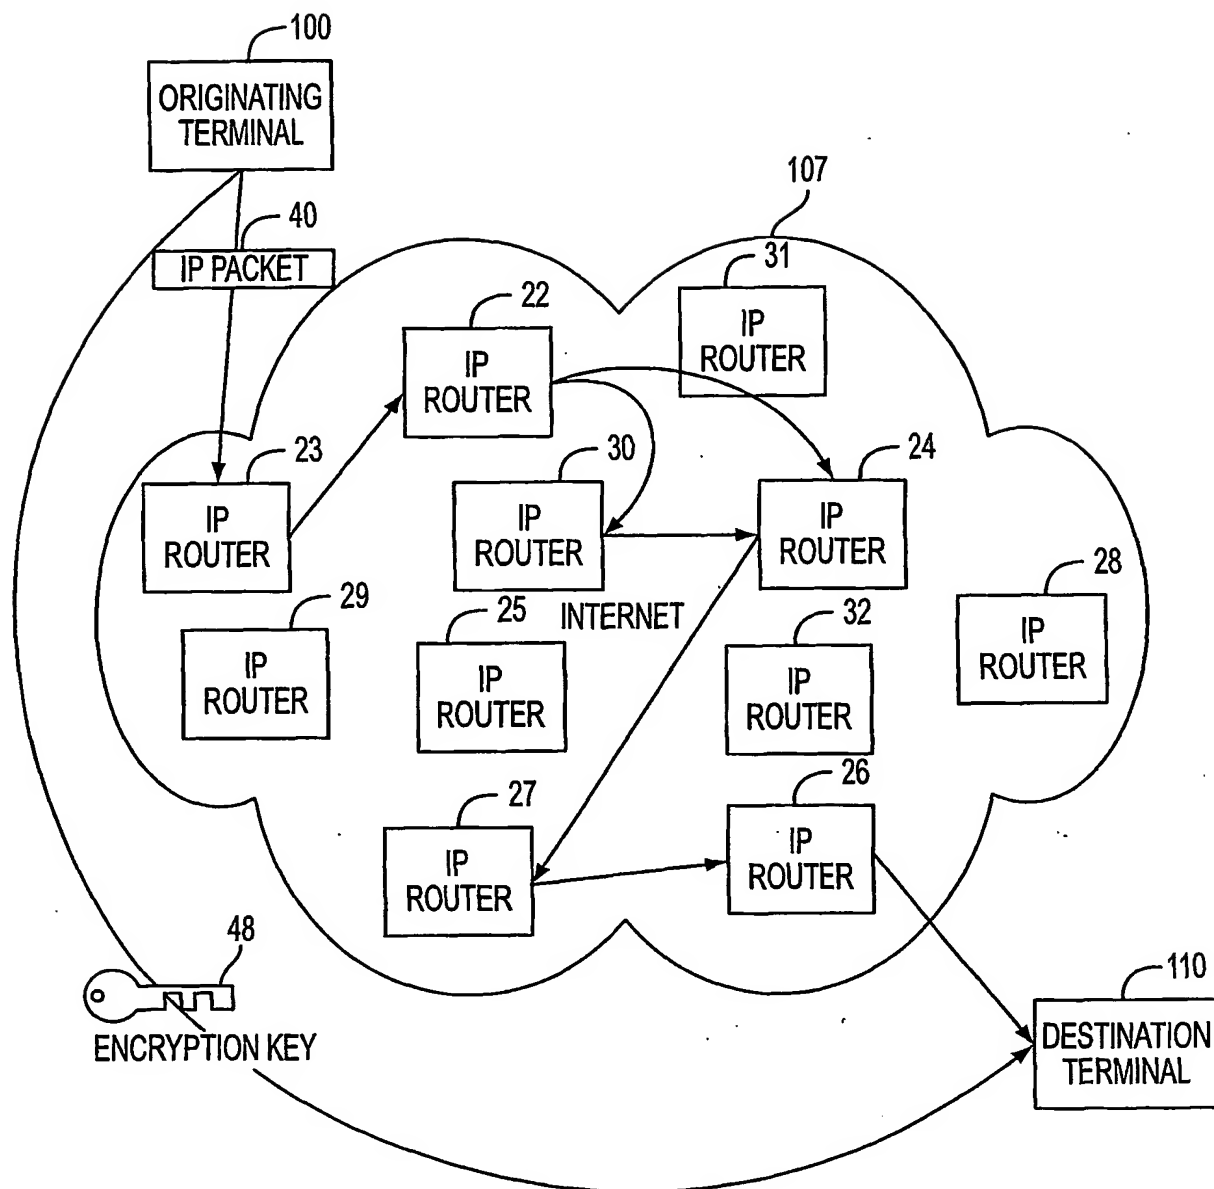 100
ORIGINATING
TERMINAL
107
40
IP PACKET
31
IP
ROUTER
22
IP
ROUTER
23
IP
ROUTER
30
IP
ROUTER
24
IP
ROUTER
INTERNET
29
IP
ROUTER
25
IP
ROUTER
32
IP
ROUTER
28
IP
ROUTER
27
IP
ROUTER
26
IP
ROUTER
48
ENCRYPTION KEY
110
DESTINATION
TERMINAL